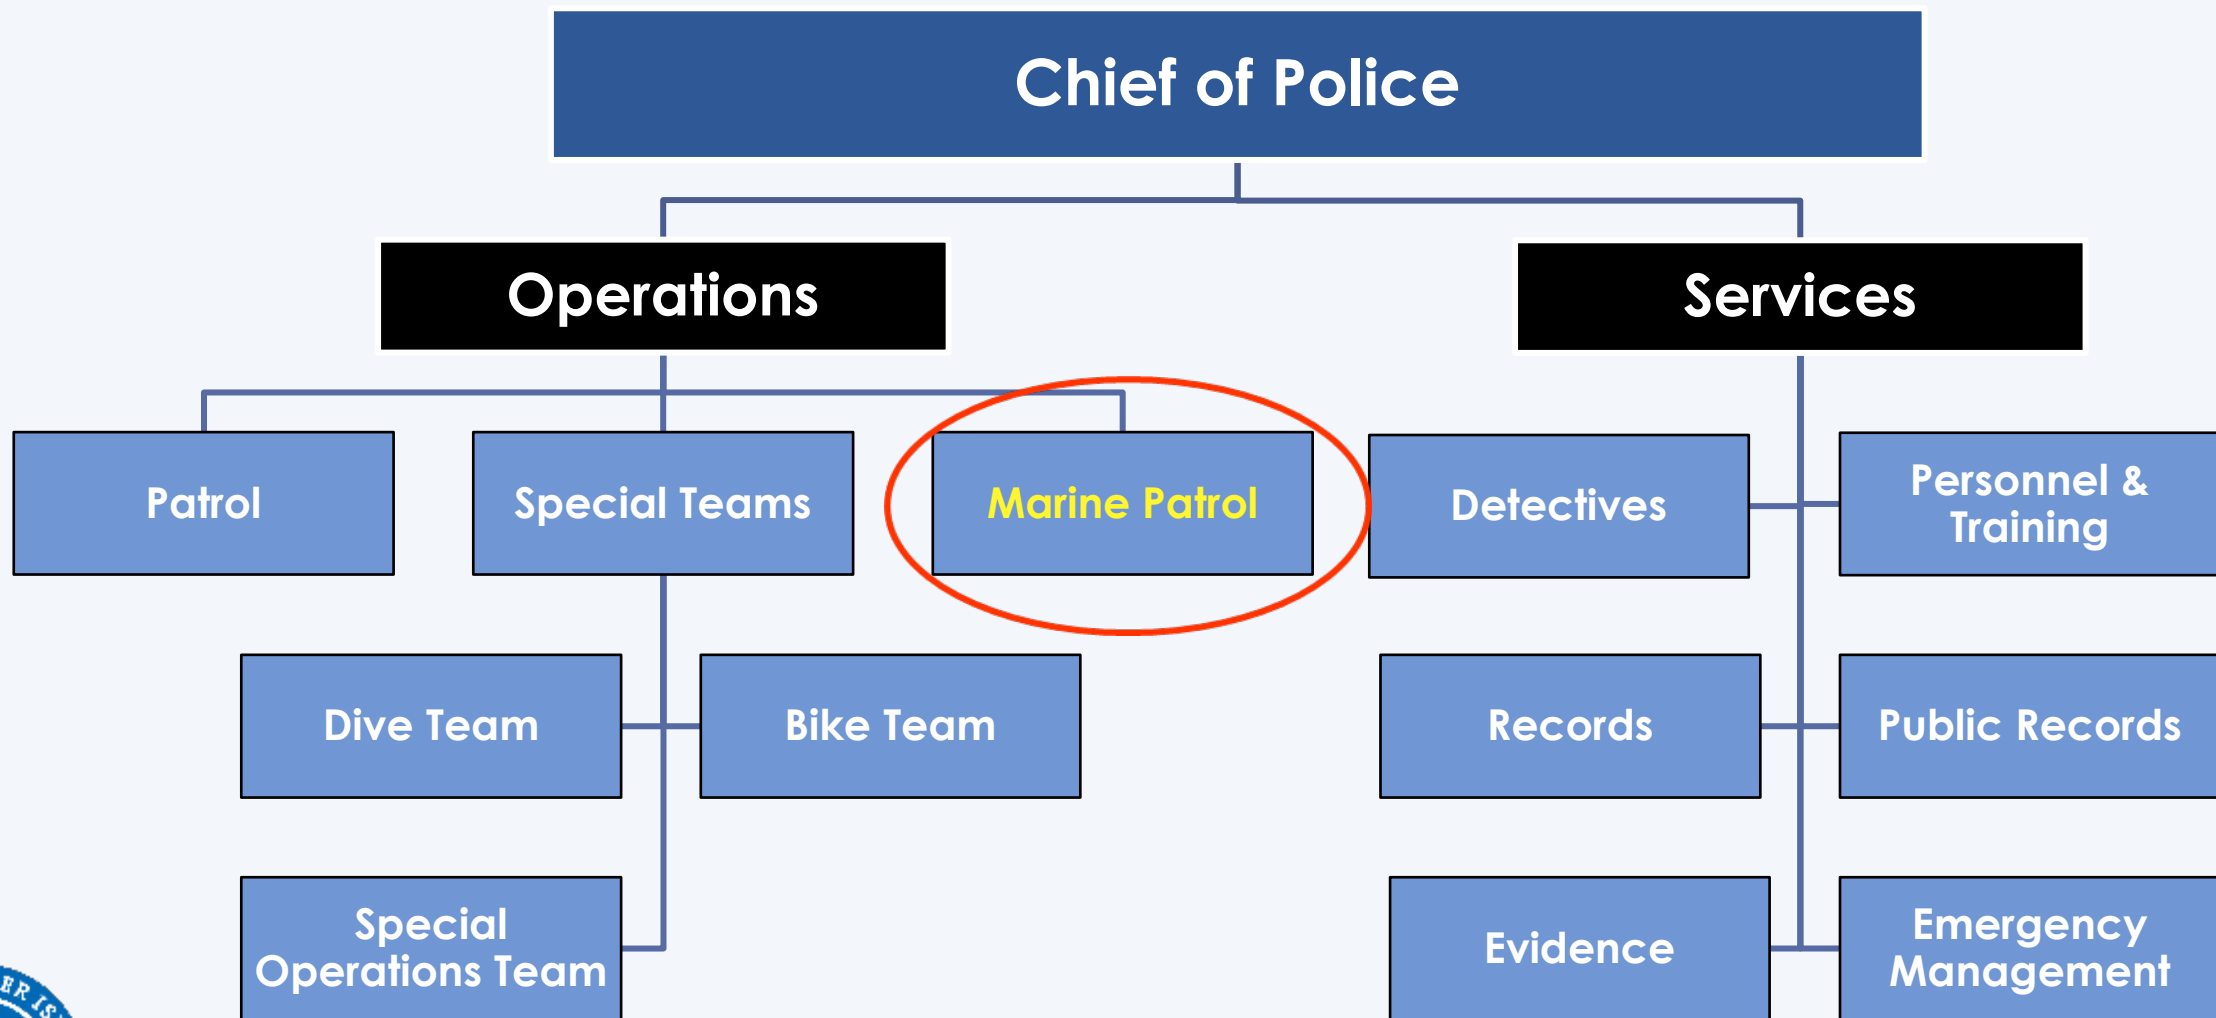 Chief of Police
Operations
Services
Patrol
Special Teams
Marine Patrol
Detectives
Personnel &
Training
Dive Team
Bike Team
Records
Public Records
Special
Operations Team
Evidence
Emergency
Management